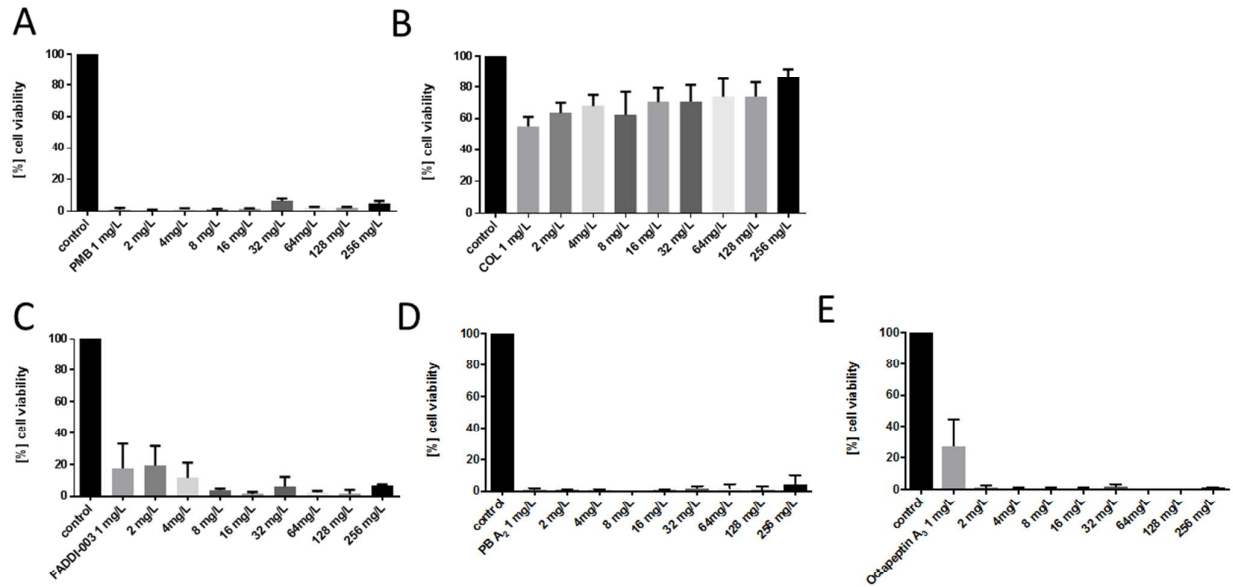 A
[%] cell viability
100
80
60
40
20
0
control
PMB 1 mg/L
2 mg/L
4mg/L
8 mg/L
16 mg/L
32 mg/L
64mg/L
128 mg/L
256 mg/L
B
[%] cell viability
100
80
60
40
20
0
control
COL 1 mg/L
2 mg/L
4mg/L
8 mg/L
16 mg/L
32 mg/L
64mg/L
128 mg/L
256 mg/L
C
[%] cell viability
100
80
60
40
20
0
control
FADDI-003 1 mg/L
2 mg/L
4mg/L
8 mg/L
16 mg/L
32 mg/L
64mg/L
128 mg/L
256 mg/L
D
[%] cell viability
100
80
60
40
20
0
control
PB A₂ 1 mg/L
2 mg/L
4mg/L
8 mg/L
16 mg/L
32 mg/L
64mg/L
128 mg/L
256 mg/L
E
[%] cell viability
100
80
60
40
20
0
control
Octapeptin A₃ 1 mg/L
2 mg/L
4mg/L
8 mg/L
16 mg/L
32 mg/L
64mg/L
128 mg/L
256 mg/L